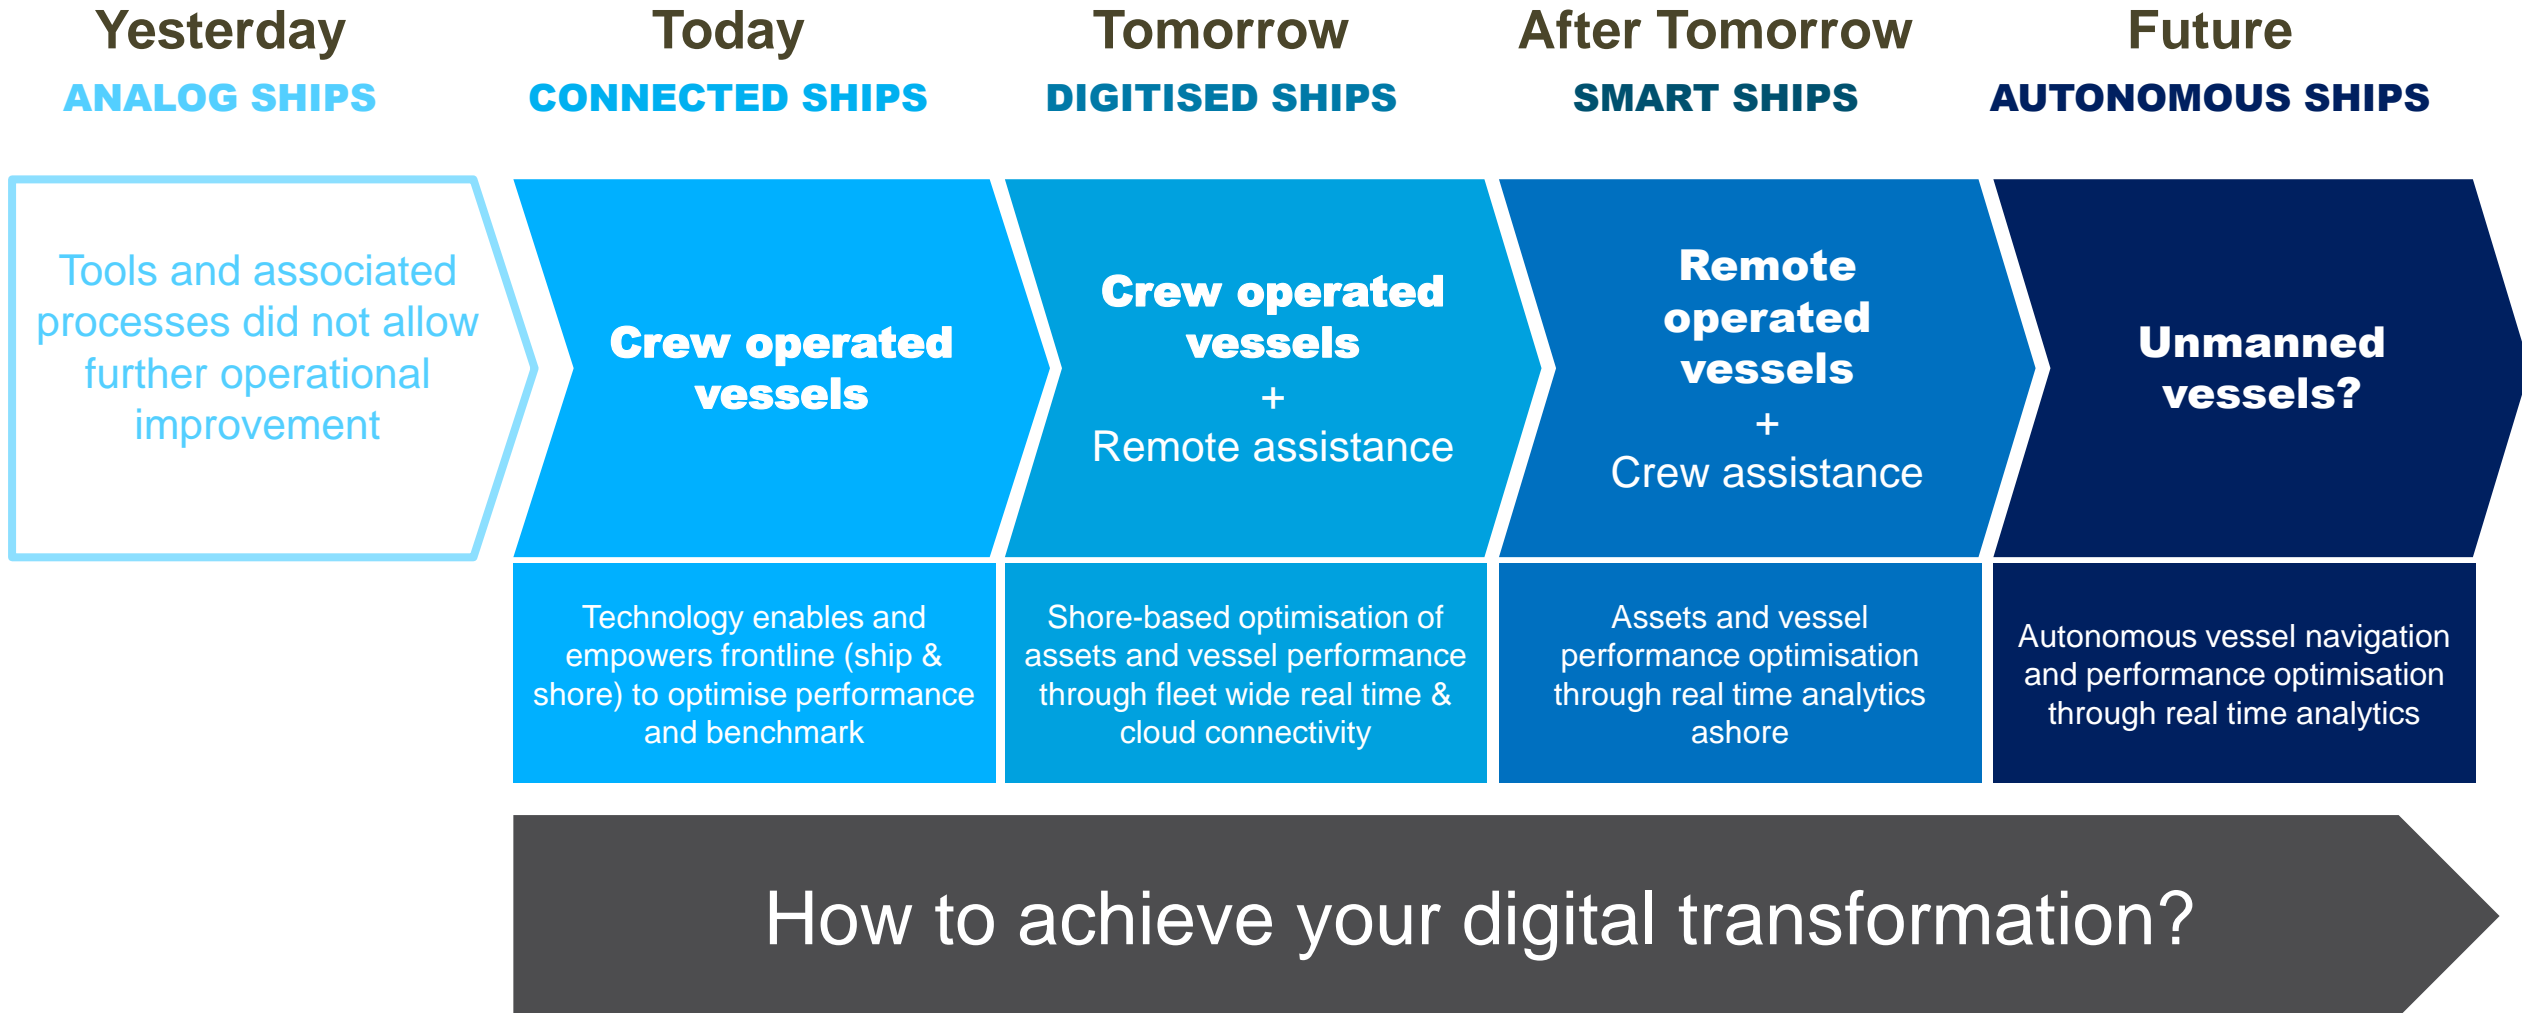 Yesterday
ANALOG SHIPS
Today
CONNECTED SHIPS
Tomorrow
DIGITISED SHIPS
After Tomorrow
SMART SHIPS
Future
AUTONOMOUS SHIPS
Tools and associated
processes did not allow
further operational
improvement
Crew operated
vessels
Crew operated
vessels
+
Remote assistance
Remote
operated
vessels
+
Crew assistance
Unmanned
vessels?
Technology enables and
empowers frontline (ship &
shore) to optimise performance
and benchmark
Shore-based optimisation of
assets and vessel performance
through fleet wide real time &
cloud connectivity
Assets and vessel
performance optimisation
through real time analytics
ashore
Autonomous vessel navigation
and performance optimisation
through real time analytics
How to achieve your digital transformation?